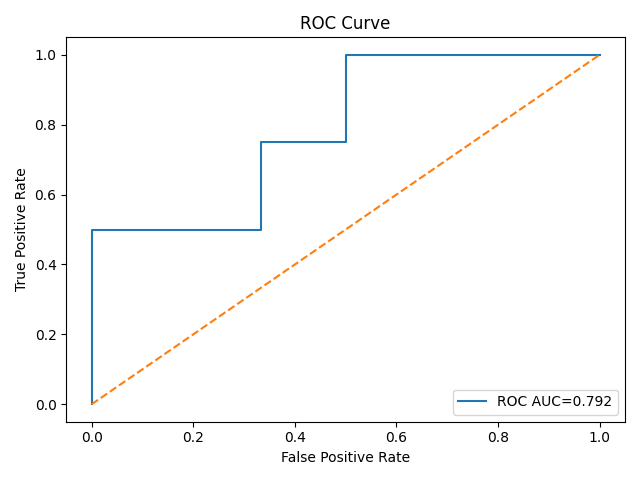 ROC Curve
1.0
0.8
0.6
0.4
0.2
0.0
True Positive Rate
ROC AUC=0.792
0.0 0.2 0.4 0.6 0.8 1.0
False Positive Rate